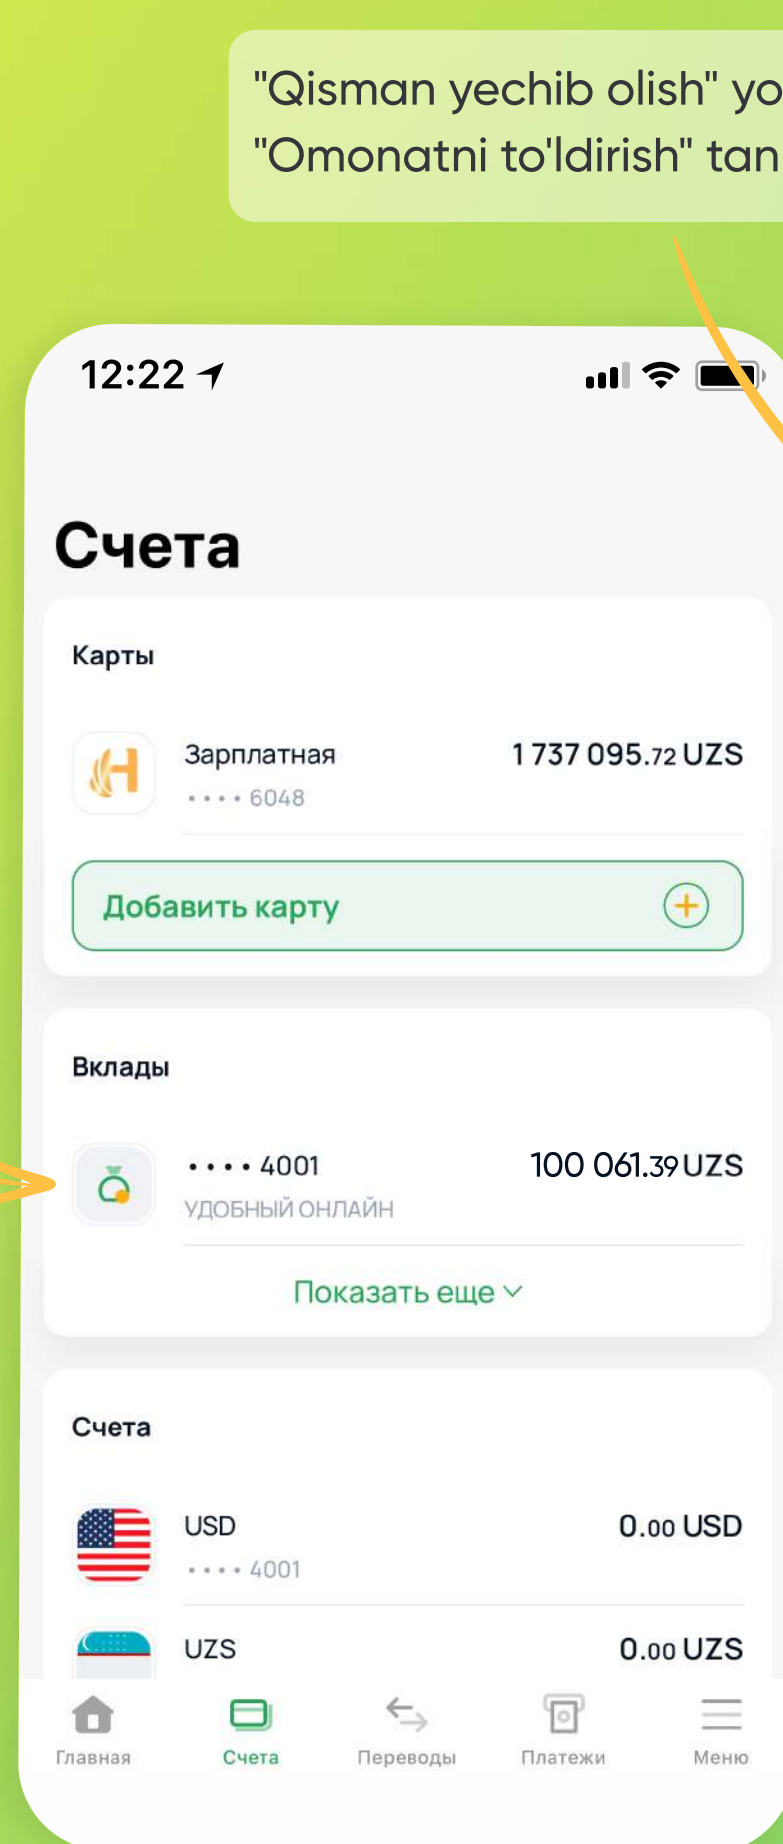 "Qisman yechib olish" yo
"Omonatni to'ldirish" tan
12:22
Счета
Карты
Зарплатная 1 737 095.72 UZS
•••• 6048
Добавить карту
Вклады
•••• 4001 100 061.39 UZS
УДОБНЫЙ ОНЛАЙН
Показать еще
Счета
USD 0.00 USD
•••• 4001
UZS 0.00 UZS
Главная Счета Переводы Платежи Меню